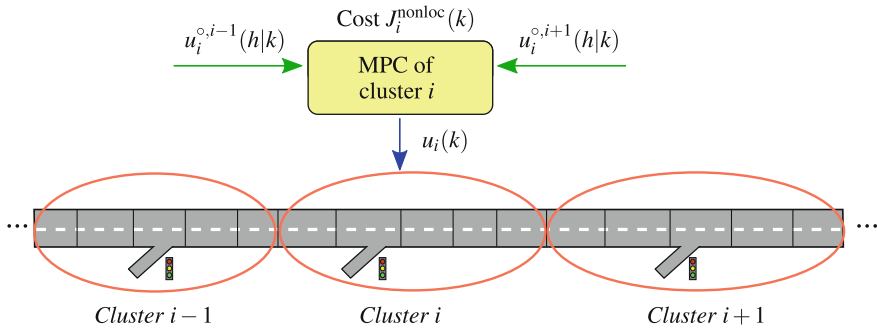 Cost $J_i^{\text{nonloc}}(k)$
$u_i^{\circ,i-1}(h|k)$
$u_i^{\circ,i+1}(h|k)$
MPC of
cluster $i$
$u_i(k)$
... ...
Cluster $i-1$ Cluster $i$ Cluster $i+1$